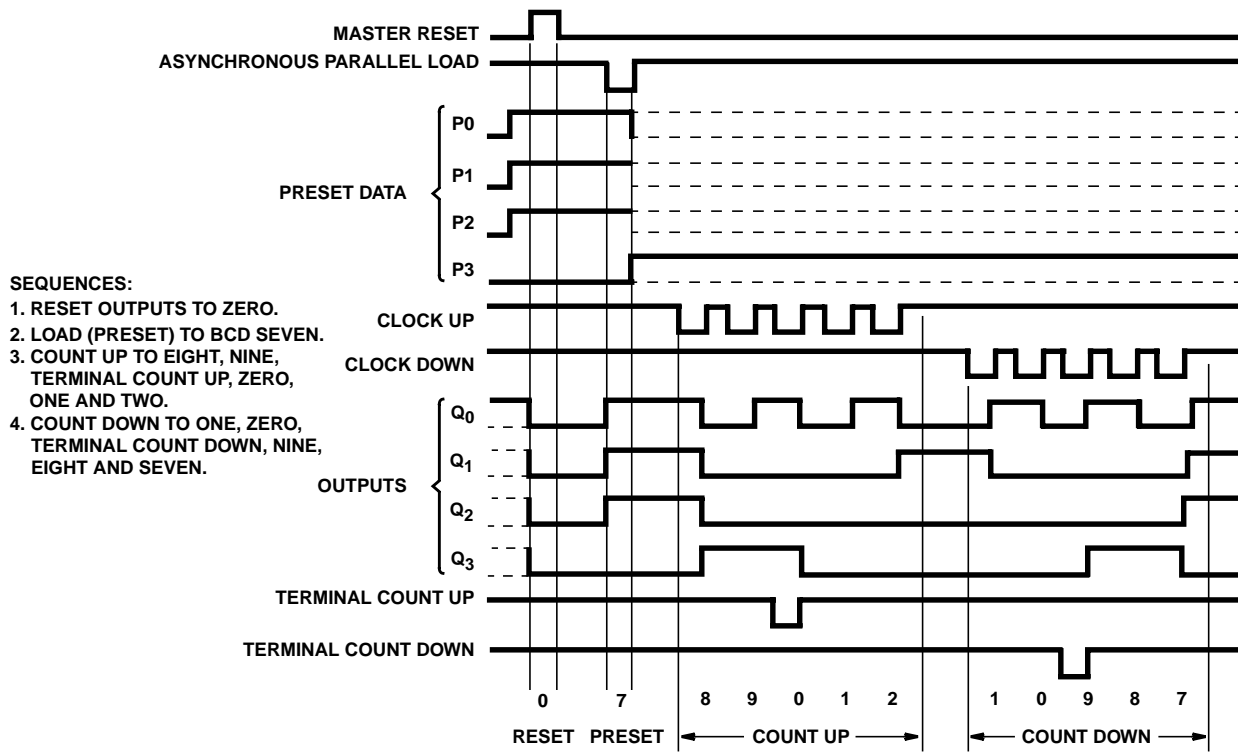 MASTER RESET
ASYNCHRONOUS PARALLEL LOAD
PRESET DATA
P0
P1
P2
P3
SEQUENCES:
1. RESET OUTPUTS TO ZERO.
2. LOAD (PRESET) TO BCD SEVEN.
3. COUNT UP TO EIGHT, NINE,
TERMINAL COUNT UP, ZERO,
ONE AND TWO.
4. COUNT DOWN TO ONE, ZERO,
TERMINAL COUNT DOWN, NINE,
EIGHT AND SEVEN.
CLOCK UP
CLOCK DOWN
OUTPUTS
Q0
Q1
Q2
Q3
TERMINAL COUNT UP
TERMINAL COUNT DOWN
0 7 8 9 0 1 2 1 0 9 8 7
RESET PRESET COUNT UP COUNT DOWN